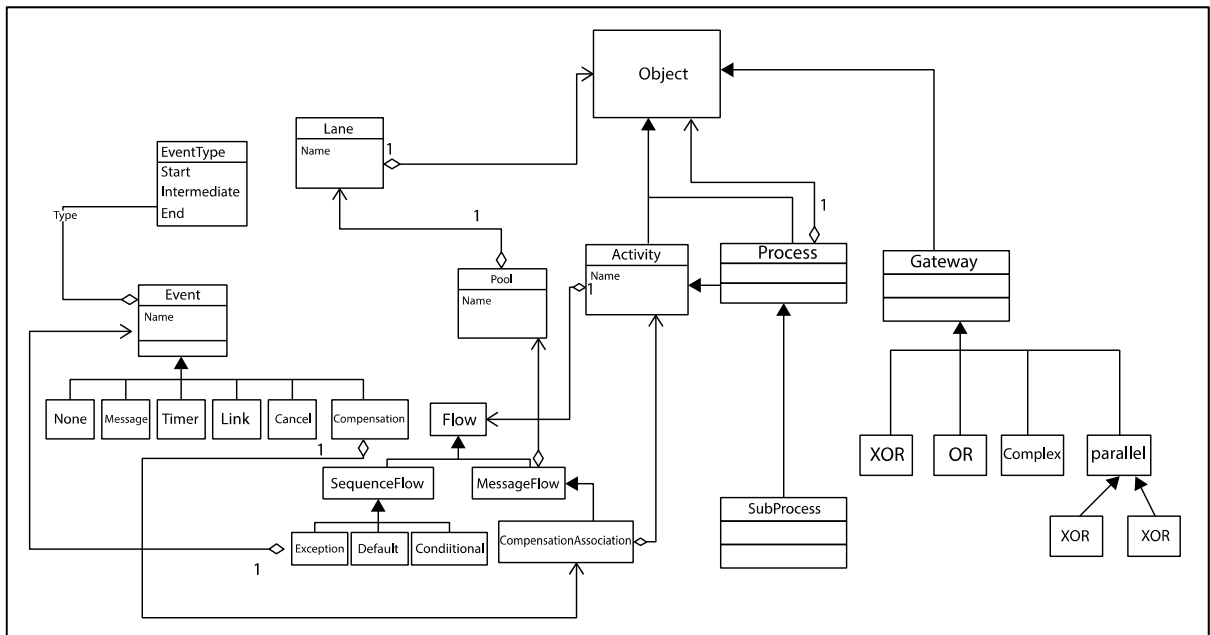 Object
Lane
Name
1
EventType
Start
Intermediate
End
Type
1
1
Activity
Name
1
Process
Gateway
Pool
Name
Event
Name
None
Message
Timer
Link
Cancel
Compensation
Flow
1
XOR
OR
Complex
parallel
SequenceFlow
MessageFlow
SubProcess
Exception
Default
Condiitional
CompensationAssociation
XOR
XOR
1